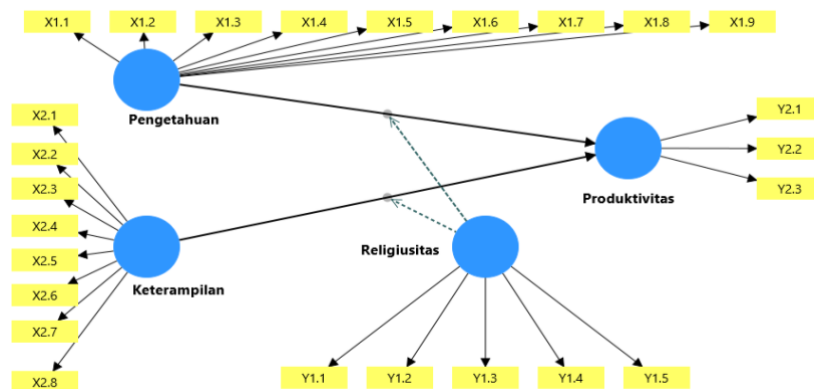 X1.1 X1.2 X1.3 X1.4 X1.5 X1.6 X1.7 X1.8 X1.9
Pengetahuan
X2.1
X2.2
X2.3
X2.4
X2.5
X2.6
X2.7
X2.8
Keterampilan
Religiusitas
Y1.1 Y1.2 Y1.3 Y1.4 Y1.5
Produktivitas
Y2.1
Y2.2
Y2.3